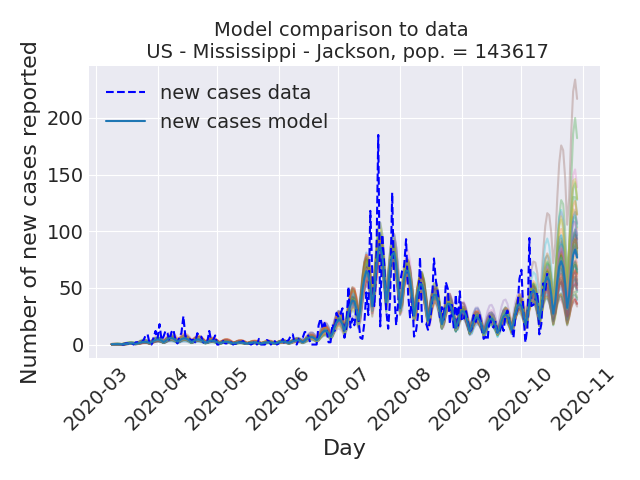 Model comparison to data
US - Mississippi - Jackson, pop. = 143617
Number of new cases reported
new cases data
new cases model
200
150
100
50
0
2020-03
2020-04
2020-05
2020-06
2020-07
2020-08
2020-09
2020-10
2020-11
Day